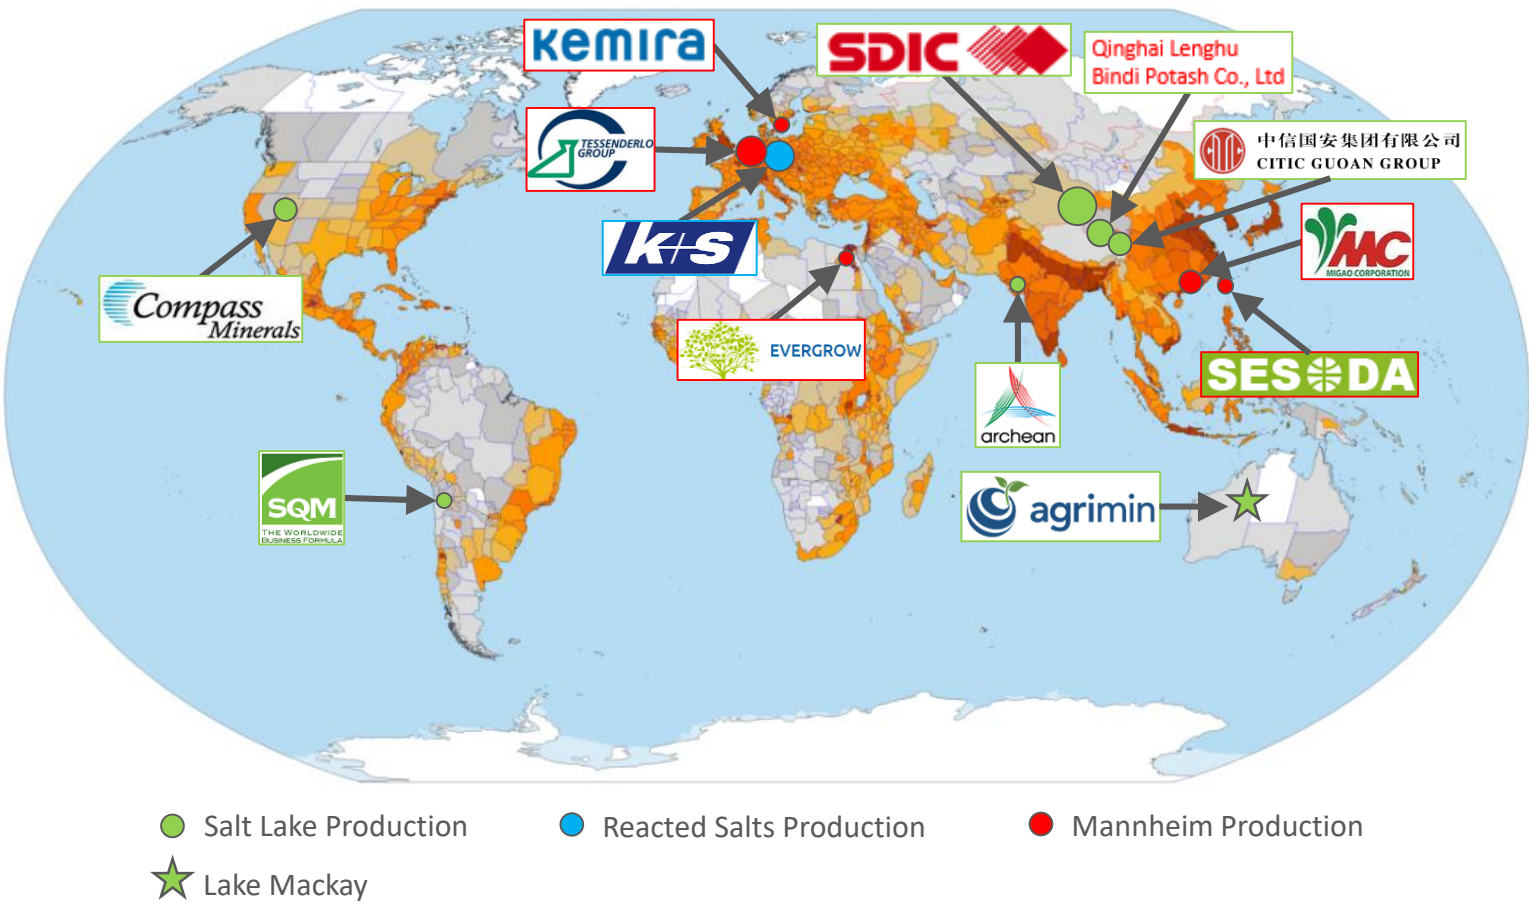 Kemira
SDIC
Qinghai Lenghu
Bindi Potash Co., Ltd
TESSENDERLO
GROUP
CITIC
中信国安集团有限公司
CITIC GUOAN GROUP
k+s
MC
MIGAO CORPORATION
Compass
Minerals
EVERGROW
SESODA
archean
SQM
THE WORLDWIDE
BUSINESS FORMULA
agrimin
Salt Lake Production
Reacted Salts Production
Mannheim Production
Lake Mackay